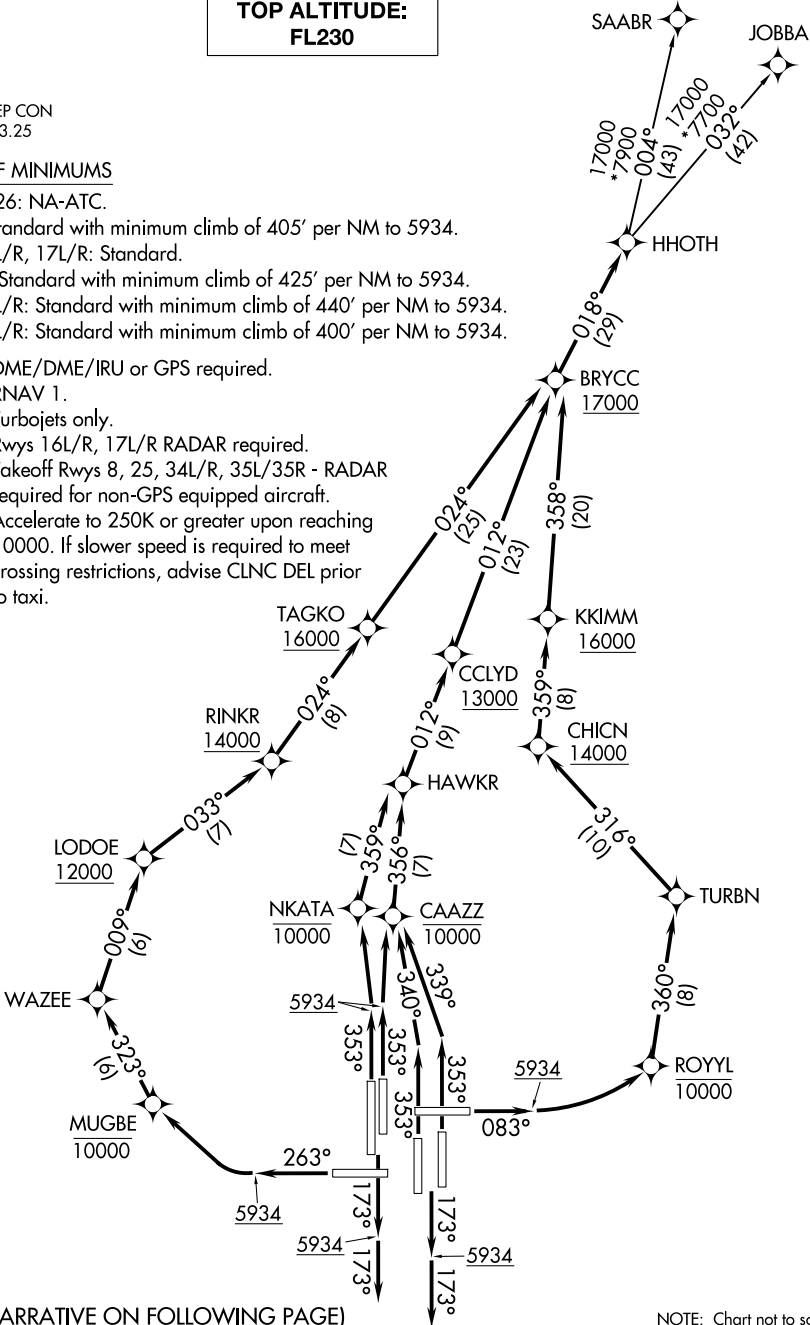 TOP ALTITUDE:
FL230
SAABR
JOBBA
EP CON
3.25
F MINIMUMS
26: NA-ATC.
tandard with minimum climb of 405' per NM to 5934.
L/R, 17L/R: Standard.
Standard with minimum climb of 425' per NM to 5934.
L/R: Standard with minimum climb of 440' per NM to 5934.
L/R: Standard with minimum climb of 400' per NM to 5934.
DME/DME/IRU or GPS required.
RNAV 1.
Turbojets only.
Rwys 16L/R, 17L/R RADAR required.
Takeoff Rwys 8, 25, 34L/R, 35L/35R - RADAR
required for non-GPS equipped aircraft.
Accelerate to 250K or greater upon reaching
10000. If slower speed is required to meet
crossing restrictions, advise CLNC DEL prior
o taxi.
17000
*7900
004°
(43)
17000
*7700
032°
(42)
HHOTH
018°
(29)
BRYCC
17000
024°
(25)
012°
(23)
358°
(20)
TAGKO
16000
KKIMM
16000
CCLYD
13000
024°
(8)
012°
(9)
359°
(8)
RINKR
14000
CHICN
14000
HAWKR
033°
(7)
(7)
359°
356°
(7)
316°
(10)
LODOE
12000
NKATA
10000
CAAZZ
10000
TURBN
009°
(6)
WAZEE
5934
340°
339°
360°
(8)
323°
(6)
353°
353°
353°
353°
5934
ROYYL
10000
MUGBE
10000
083°
263°
5934
173°
173°
5934
5934
173°
173°
ARRATIVE ON FOLLOWING PAGE)
NOTE: Chart not to sc